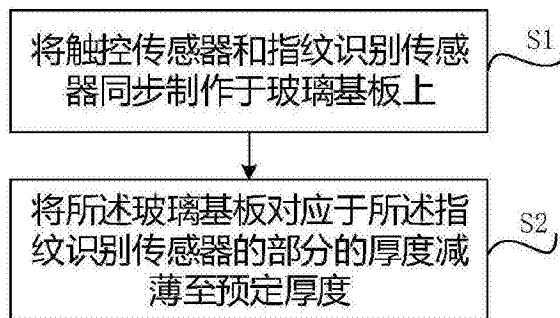 将触控传感器和指纹识别传感
器同步制作于玻璃基板上
S1
将所述玻璃基板对应于所述指
纹识别传感器的部分的厚度减
薄至预定厚度
S2